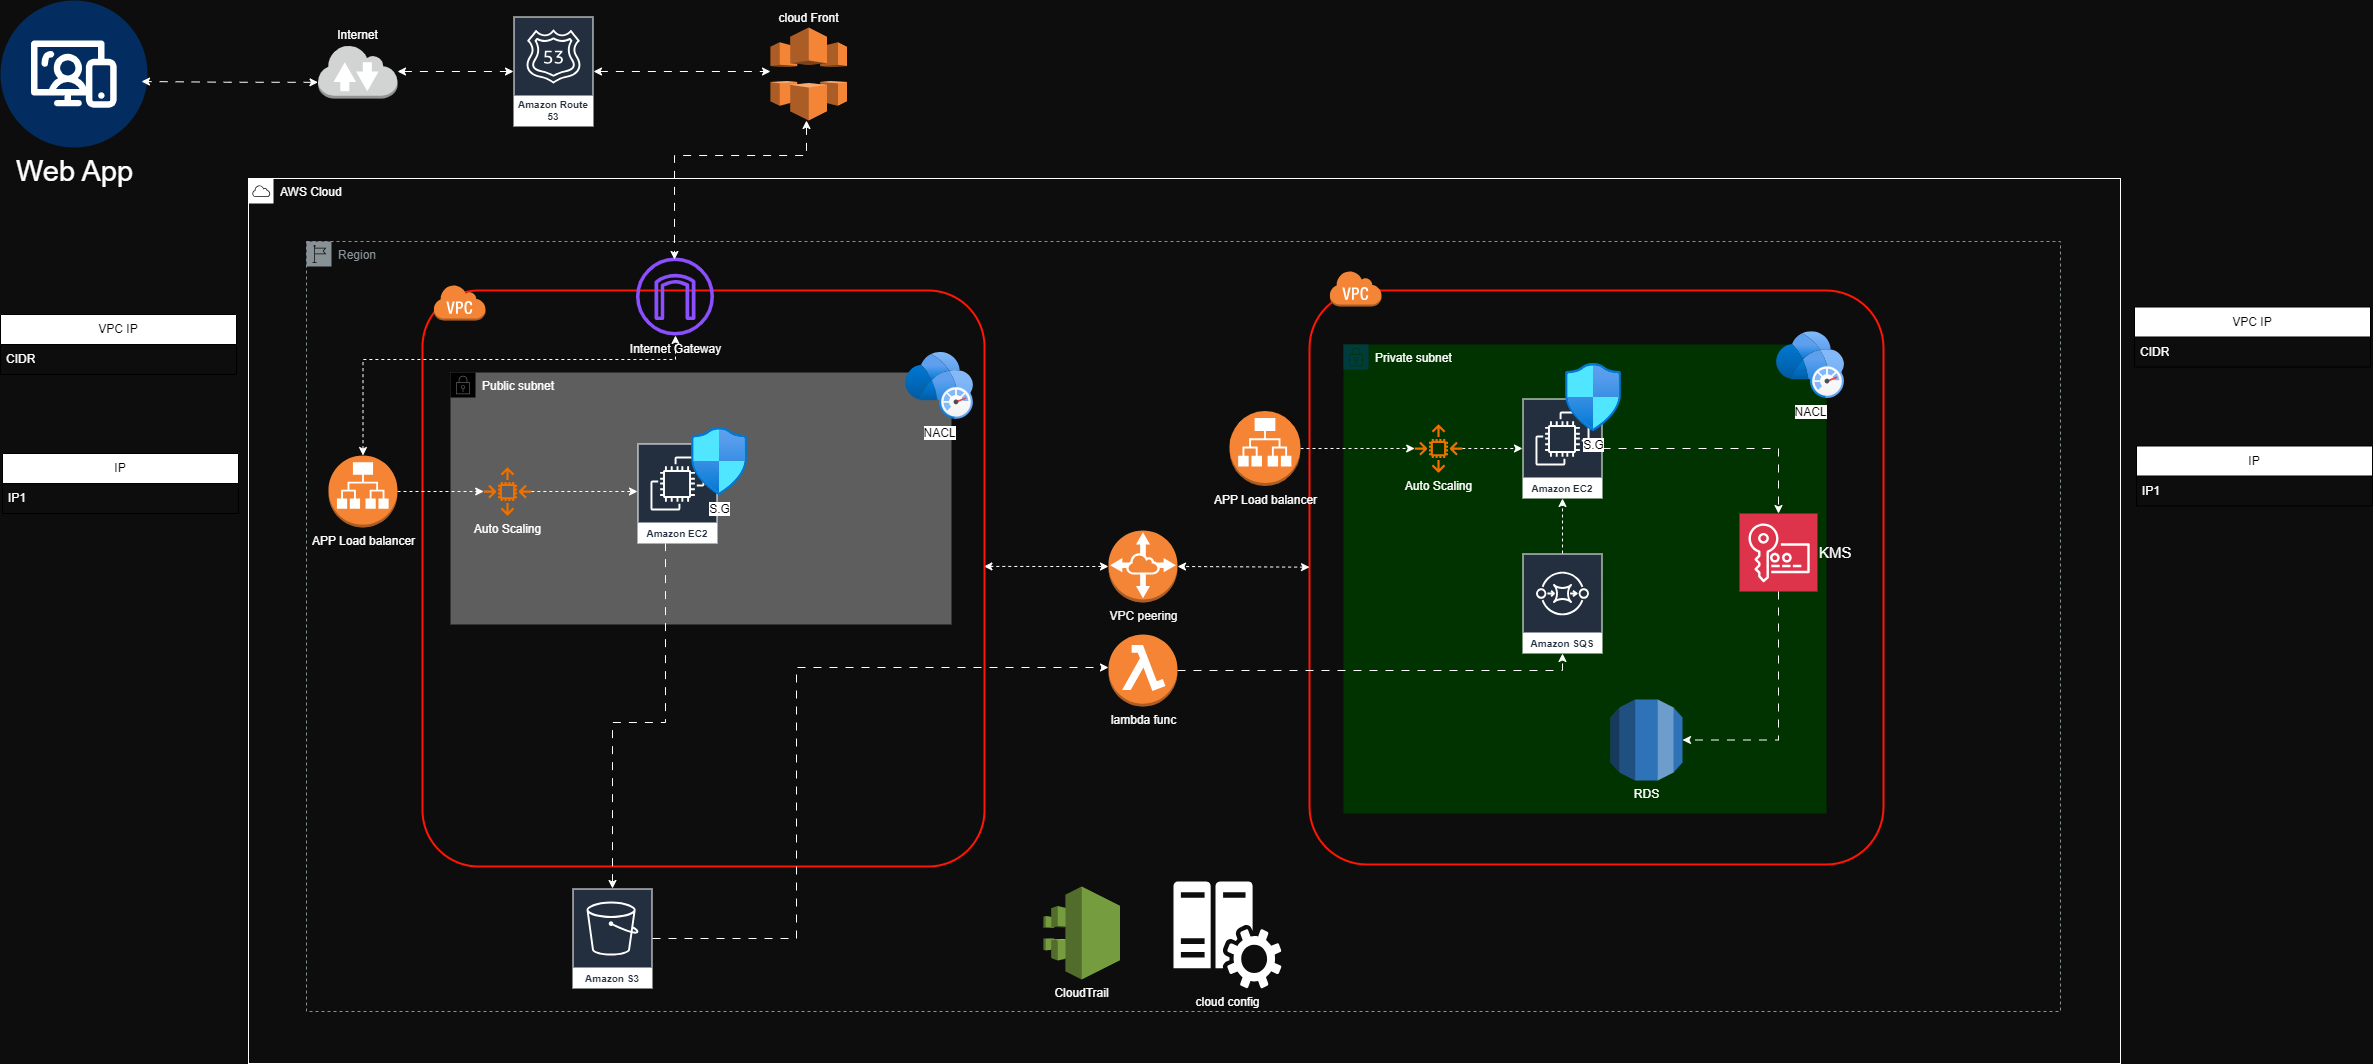 cloud Front
Internet
53
Amazon Route
53
Web App
AWS Cloud
Region
VPC
Internet Gateway
VPC
VPC IP
CIDR
VPC IP
CIDR
Public subnet
NACL
Private subnet
NACL
IP
IP1
IP
IP1
APP Load balancer
Auto Scaling
S.G
Amazon EC2
APP Load balancer
Auto Scaling
S.G
Amazon EC2
KMS
VPC peering
Amazon SQS
lambda func
RDS
Amazon S3
CloudTrail
cloud config